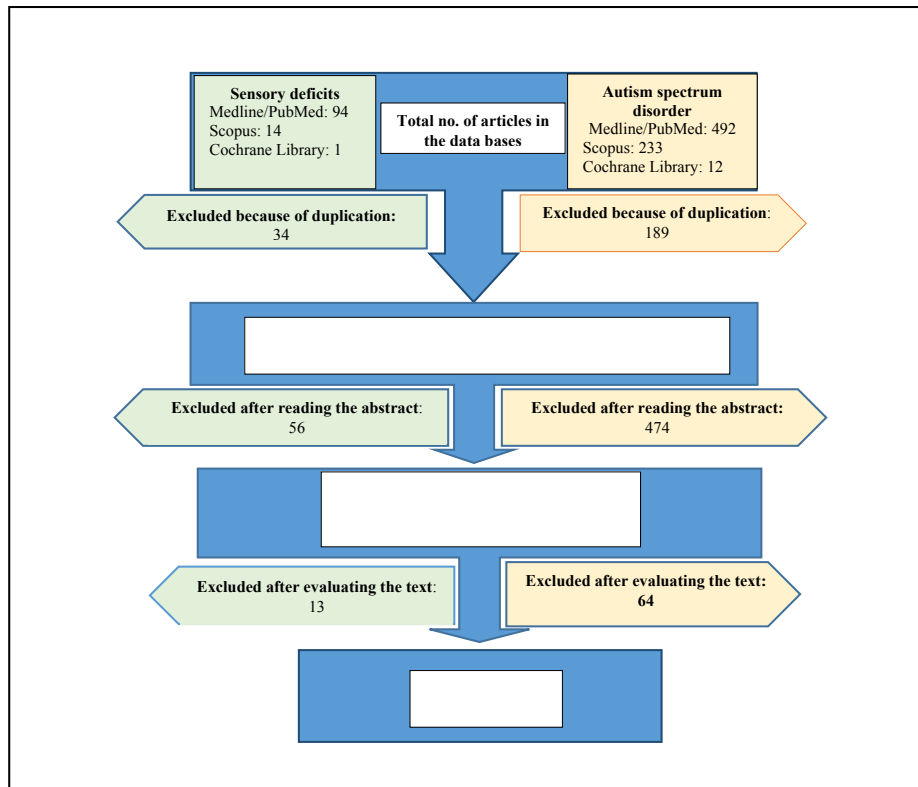 Sensory deficits
Medline/PubMed: 94
Scopus: 14
Cochrane Library: 1
Total no. of articles in
the data bases
Autism spectrum
disorder
Medline/PubMed: 492
Scopus: 233
Cochrane Library: 12
Excluded because of duplication:
34
Excluded because of duplication:
189
Excluded after reading the abstract:
56
Excluded after reading the abstract:
474
Excluded after evaluating the text:
13
Excluded after evaluating the text:
64